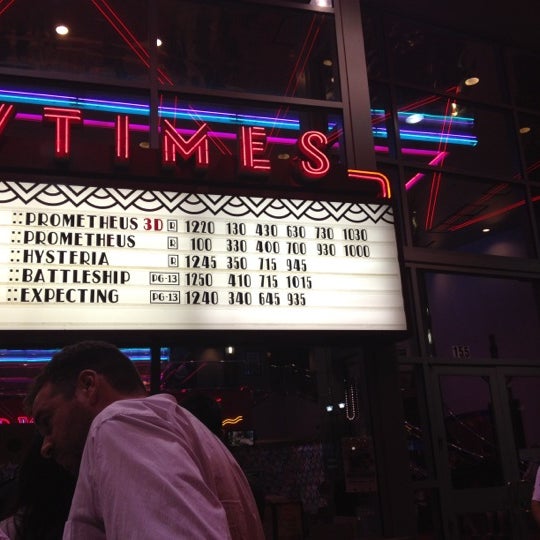 TIMES
::PROMETHEUS 3D R 1220 130 430 630 730 1030
::PROMETHEUS R 100 330 400 700 930 1000
::HYSTERIA R 1245 350 715 945
::BATTLESHIP PG-13 1250 410 715 1015
::EXPECTING PG-13 1240 340 645 935
155